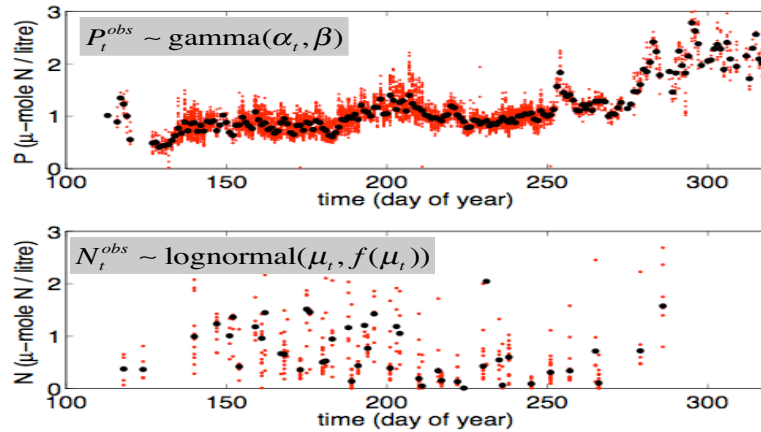 P_t^{obs} ~ gamma(α_t, β)
P (μ−mole N / litre)
3
2
1
0
100 150 200 250 300
time (day of year)
N_t^{obs} ~ lognormal(μ_t, f(μ_t))
N (μ−mole N / litre)
3
2
1
0
100 150 200 250 300
time (day of year)